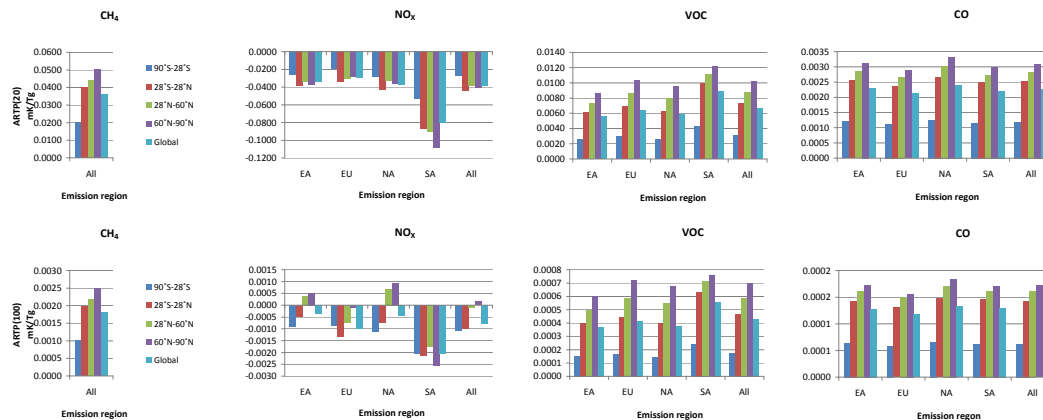 CH₄
NOₓ
VOC
CO
ARTP(20)
mK/Tg
0.0600
0.0500
0.0400
0.0300
0.0200
0.0100
0.0000
All
Emission region
90˚S-28˚S
28˚S-28˚N
28˚N-60˚N
60˚N-90˚N
Global
0.0000
-0.0200
-0.0400
-0.0600
-0.0800
-0.1000
-0.1200
EA EU NA SA All
Emission region
0.0140
0.0120
0.0100
0.0080
0.0060
0.0040
0.0020
0.0000
EA EU NA SA All
Emission region
0.0035
0.0030
0.0025
0.0020
0.0015
0.0010
0.0005
0.0000
EA EU NA SA All
Emission region
CH₄
NOₓ
VOC
CO
ARTP(100)
mK/Tg
0.0030
0.0025
0.0020
0.0015
0.0010
0.0005
0.0000
All
Emission region
90˚S-28˚S
28˚S-28˚N
28˚N-60˚N
60˚N-90˚N
Global
0.0015
0.0010
0.0005
0.0000
-0.0005
-0.0010
-0.0015
-0.0020
-0.0025
-0.0030
EA EU NA SA All
Emission region
0.0008
0.0007
0.0006
0.0005
0.0004
0.0003
0.0002
0.0001
0.0000
EA EU NA SA All
Emission region
0.0002
0.0002
0.0001
0.0001
0.0000
EA EU NA SA All
Emission region